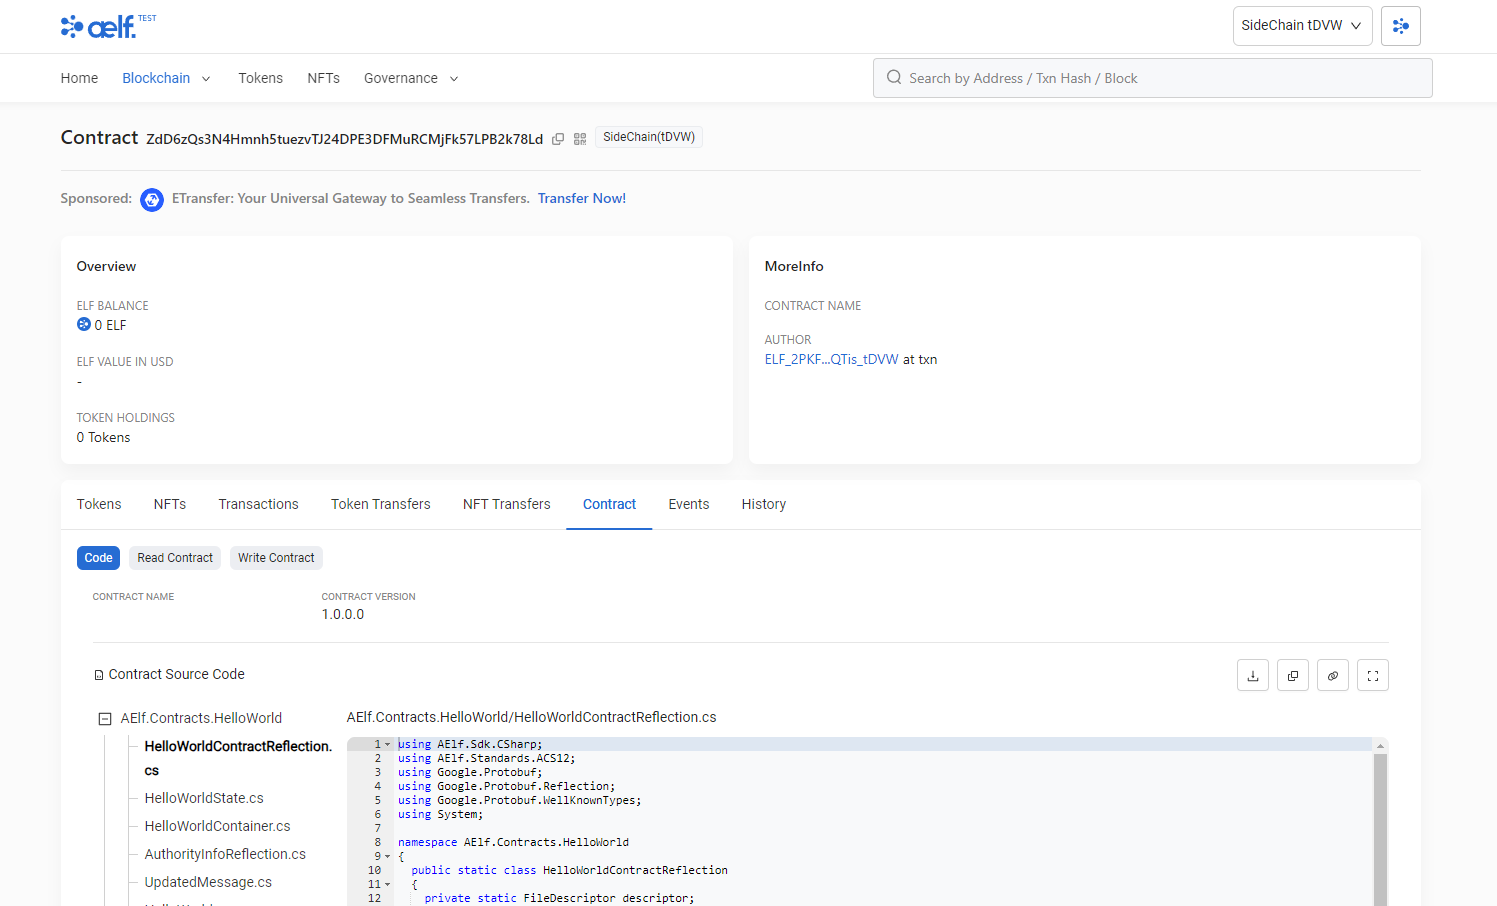 aelf. TEST
SideChain tDVW
Home Blockchain Tokens NFTs Governance
Search by Address / Txn Hash / Block
Contract ZdD6zQs3N4Hmnh5tuezvTJ24DPE3DFMuRCMjFk57LPB2k78Ld SideChain(tDVW)
Sponsored: ETransfer: Your Universal Gateway to Seamless Transfers. Transfer Now!
Overview
ELF BALANCE
0 ELF
ELF VALUE IN USD
-
TOKEN HOLDINGS
0 Tokens
MoreInfo
CONTRACT NAME
AUTHOR
ELF_2PKF...QTis_tDVW at txn
Tokens NFTs Transactions Token Transfers NFT Transfers Contract Events History
Code Read Contract Write Contract
CONTRACT NAME
CONTRACT VERSION
1.0.0.0
Contract Source Code
AElf.Contracts.HelloWorld
HelloWorldContractReflection.
cs
HelloWorldState.cs
HelloWorldContainer.cs
AuthorityInfoReflection.cs
UpdatedMessage.cs
AElf.Contracts.HelloWorld/HelloWorldContractReflection.cs
1 using AElf.Sdk.CSharp;
2 using AElf.Standards.ACS12;
3 using Google.Protobuf;
4 using Google.Protobuf.Reflection;
5 using Google.Protobuf.WellKnownTypes;
6 using System;
7
8 namespace AElf.Contracts.HelloWorld
9 {
10 public static class HelloWorldContractReflection
11 {
12 private static FileDescriptor descriptor;